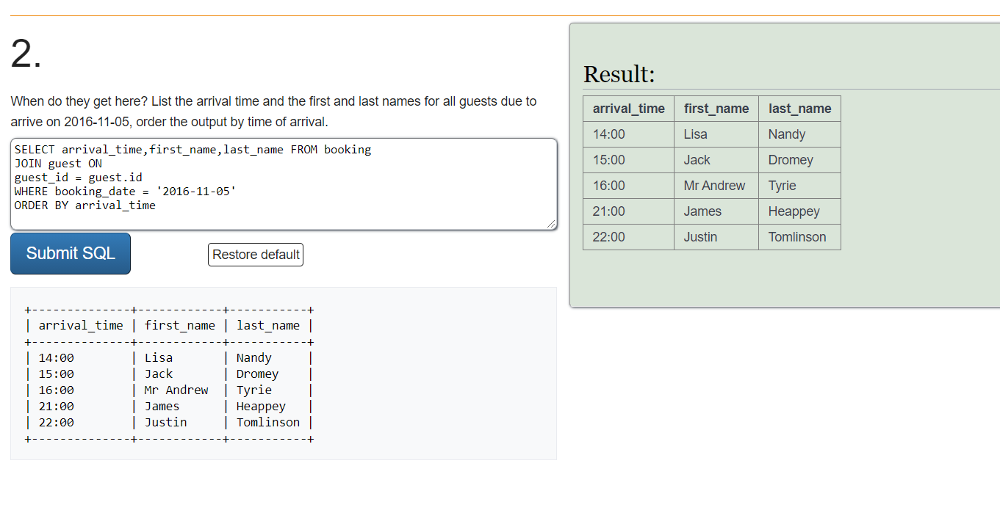 2.
When do they get here? List the arrival time and the first and last names for all guests due to
arrive on 2016-11-05, order the output by time of arrival.
SELECT arrival_time,first_name,last_name FROM booking
JOIN guest ON
guest_id = guest.id
WHERE booking_date = '2016-11-05'
ORDER BY arrival_time
Submit SQL Restore default
+--------------+------------+-----------+
| arrival_time | first_name | last_name |
+--------------+------------+-----------+
| 14:00 | Lisa | Nandy |
| 15:00 | Jack | Dromey |
| 16:00 | Mr Andrew | Tyrie |
| 21:00 | James | Heappey |
| 22:00 | Justin | Tomlinson |
+--------------+------------+-----------+
Result:
arrival_time first_name last_name
14:00 Lisa Nandy
15:00 Jack Dromey
16:00 Mr Andrew Tyrie
21:00 James Heappey
22:00 Justin Tomlinson